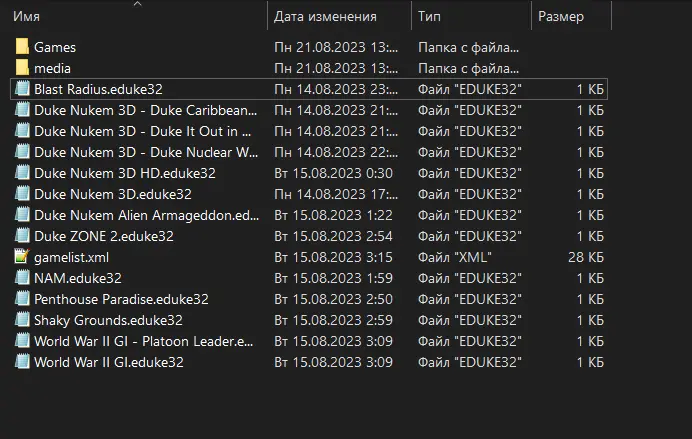 Имя Дата изменения Тип Размер
Games Пн 21.08.2023 13:... Папка с файла...
media Пн 21.08.2023 13:... Папка с файла...
Blast Radius.eduke32 Пн 14.08.2023 23:... Файл "EDUKE32" 1 КБ
Duke Nukem 3D - Duke Caribbean... Пн 14.08.2023 21:... Файл "EDUKE32" 1 КБ
Duke Nukem 3D - Duke It Out in ... Пн 14.08.2023 21:... Файл "EDUKE32" 1 КБ
Duke Nukem 3D - Duke Nuclear W... Пн 14.08.2023 22:... Файл "EDUKE32" 1 КБ
Duke Nukem 3D HD.eduke32 Вт 15.08.2023 0:30 Файл "EDUKE32" 1 КБ
Duke Nukem 3D.eduke32 Пн 14.08.2023 17:... Файл "EDUKE32" 1 КБ
Duke Nukem Alien Armageddon.ed... Вт 15.08.2023 1:22 Файл "EDUKE32" 1 КБ
Duke ZONE 2.eduke32 Вт 15.08.2023 2:54 Файл "EDUKE32" 1 КБ
gamelist.xml Вт 15.08.2023 3:15 Файл "XML" 28 КБ
NAM.eduke32 Вт 15.08.2023 1:59 Файл "EDUKE32" 1 КБ
Penthouse Paradise.eduke32 Вт 15.08.2023 2:50 Файл "EDUKE32" 1 КБ
Shaky Grounds.eduke32 Вт 15.08.2023 2:59 Файл "EDUKE32" 1 КБ
World War II GI - Platoon Leader.e... Вт 15.08.2023 3:09 Файл "EDUKE32" 1 КБ
World War II GI.eduke32 Вт 15.08.2023 3:09 Файл "EDUKE32" 1 КБ